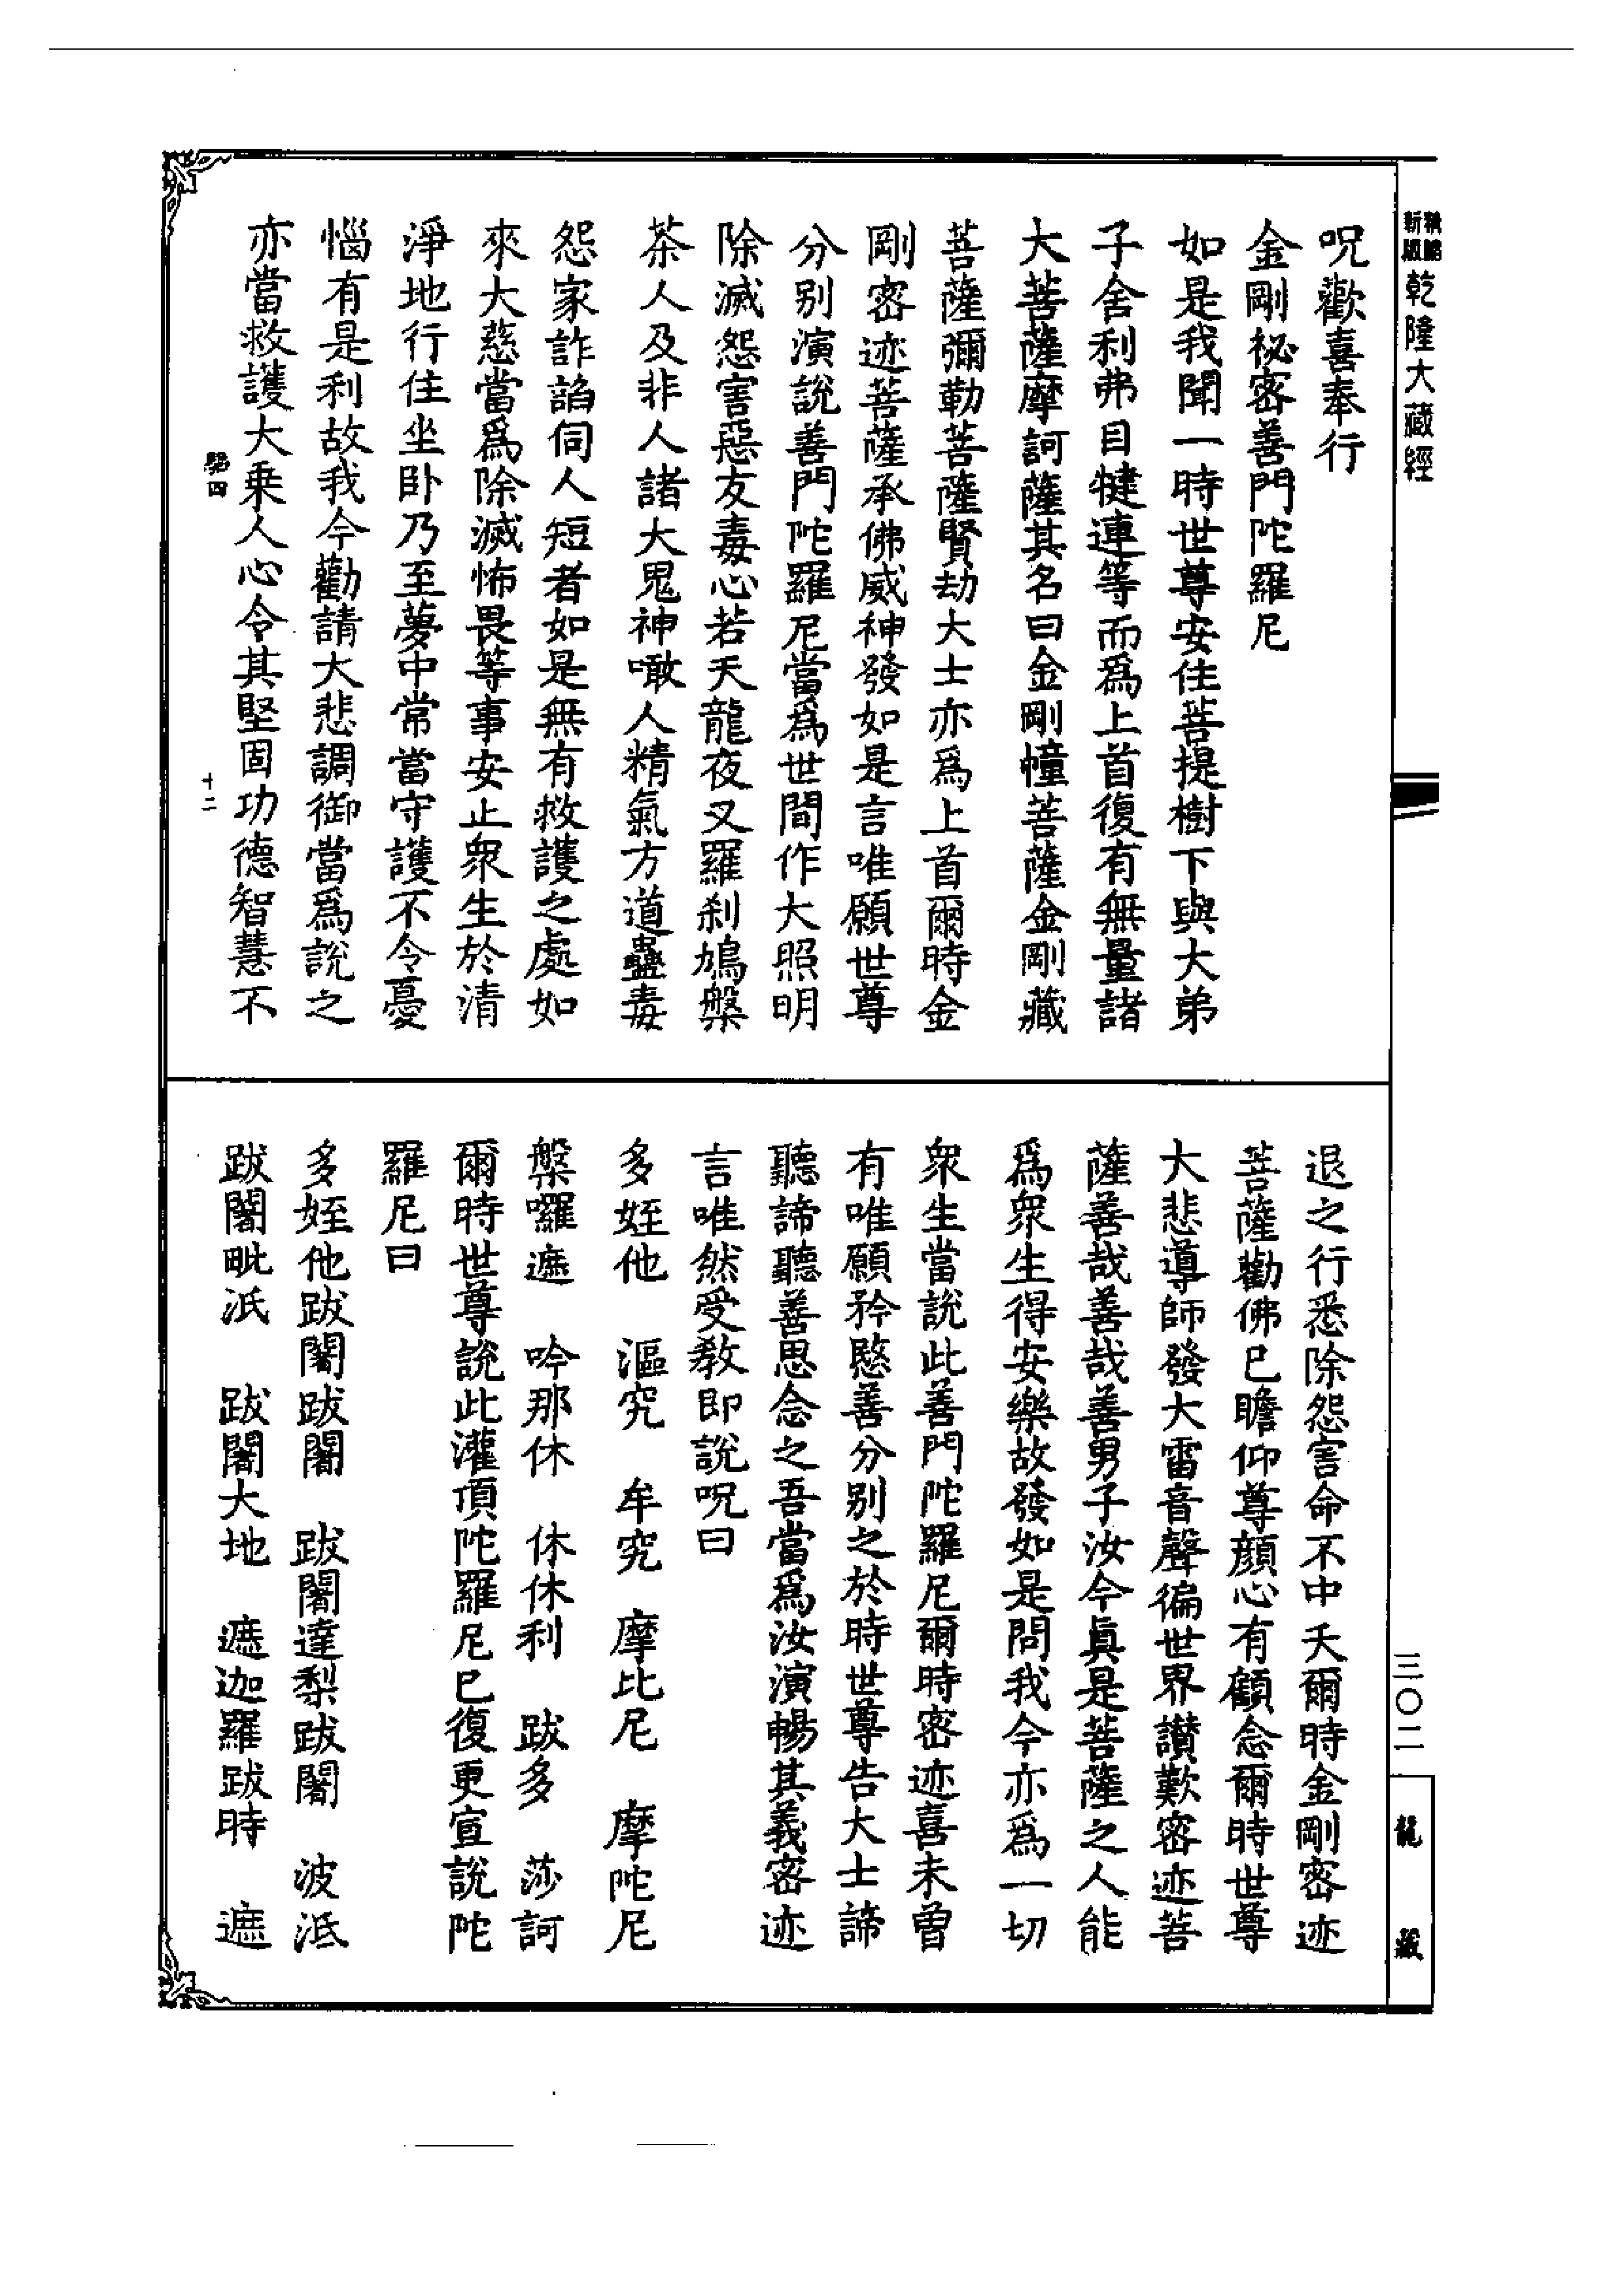 精縮新版乾隆大藏經
三〇二
龍藏
呪歡喜奉行
金剛祕密善門陀羅尼
如是我聞一時世尊安住菩提樹下與大弟
子舍利弗目犍連等而爲上首復有無量諸
大菩薩摩訶薩其名曰金剛幢菩薩金剛藏
菩薩彌勒菩薩賢劫大士亦爲上首爾時金
剛密迹菩薩承佛威神發如是言唯願世尊
分別演說善門陀羅尼當爲世間作大照明
除滅怨害惡友毒心若天龍夜叉羅刹鳩槃
茶人及非人諸大鬼神噉人精氣方道蠱毒
怨家詐諂伺人短者如是無有救護之處如
來大慈當爲除滅怖畏等事安止衆生於清
淨地行住坐卧乃至夢中常當守護不令憂
惱有是利故我今勸請大悲調御當爲說之
亦當救護大乗人心令其堅固功德智慧不
四
十二
退之行悉除怨害命不中夭爾時金剛密迹
菩薩勸佛已瞻仰尊顔心有顧念爾時世尊
大悲導師發大雷音聲徧世界讚歎密迹菩
薩善哉善哉善男子汝今眞是菩薩之人能
爲衆生得安樂故發如是問我今亦爲一切
衆生當說此善門陀羅尼爾時密迹喜未曾
有唯願矜愍善分别之於時世尊告大士諦
聽諦聽善思念之吾當爲汝演暢其義密迹
言唯然受教即說呪曰
多姪他　漚究　牟究　摩比尼　摩陀尼
槃囉遮　吟那休　休休利　跋多　莎訶
爾時世尊說此灌頂陀羅尼已復更宣說陀
羅尼曰
多姪他跋闍跋闍　跋闍達梨跋闍　波泜
跋闍毗泜　跋闍大地　遮迦羅跋時　遮